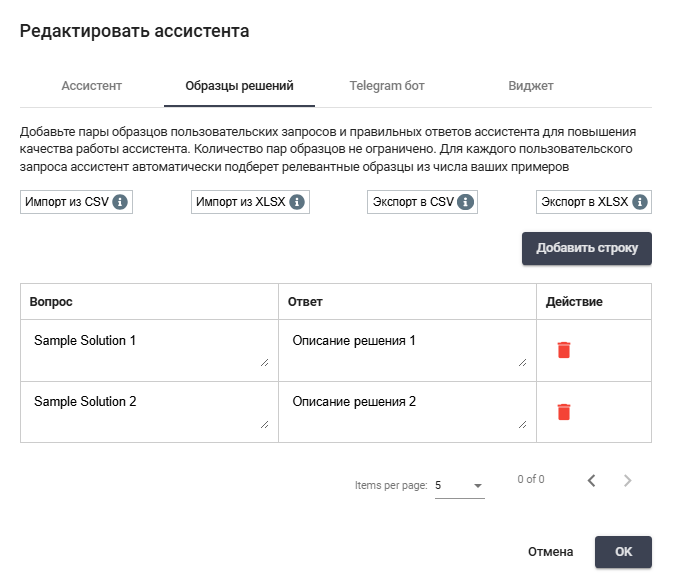 Редактировать ассистента
Ассистент Образцы решений Telegram бот Виджет
Добавьте пары образцов пользовательских запросов и правильных ответов ассистента для повышения
качества работы ассистента. Количество пар образцов не ограничено. Для каждого пользовательского
запроса ассистент автоматически подберет релевантные образцы из числа ваших примеров
Импорт из CSV i Импорт из XLSX i Экспорт в CSV i Экспорт в XLSX i
Добавить строку
Вопрос Ответ Действие
Sample Solution 1 Описание решения 1
Sample Solution 2 Описание решения 2
Items per page: 5 0 of 0
Отмена OK